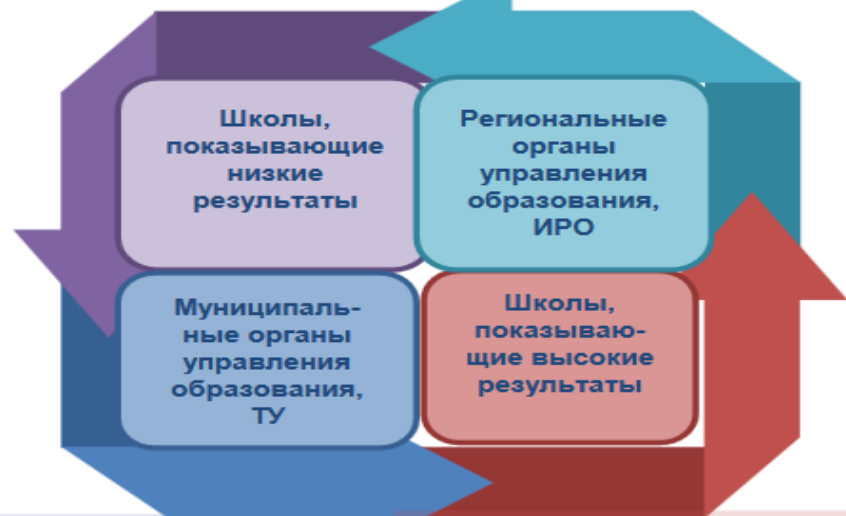 Школы,
показывающие
низкие
результаты
Региональные
органы
управления
образования,
ИРО
Муниципаль-
ные органы
управления
образования,
ТУ
Школы,
показываю-
щие высокие
результаты